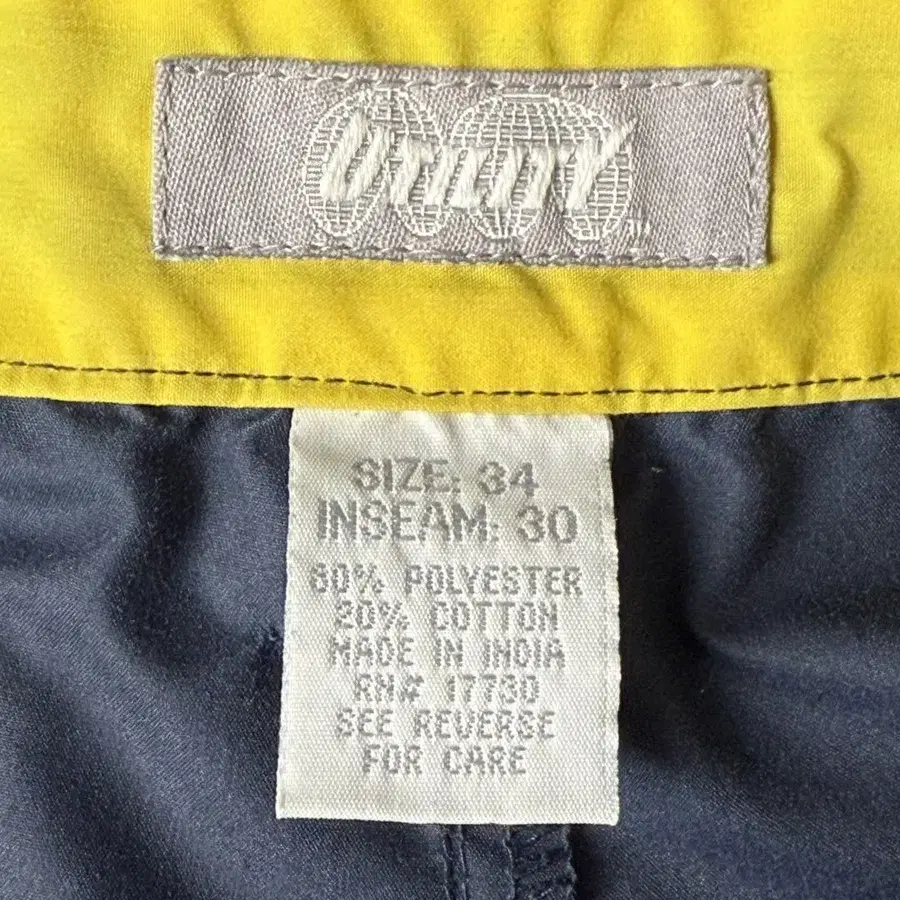 SIZE: 34
INSEAM: 30
80% POLYESTER
20% COTTON
MADE IN INDIA
RN# 17730
SEE REVERSE
FOR CARE